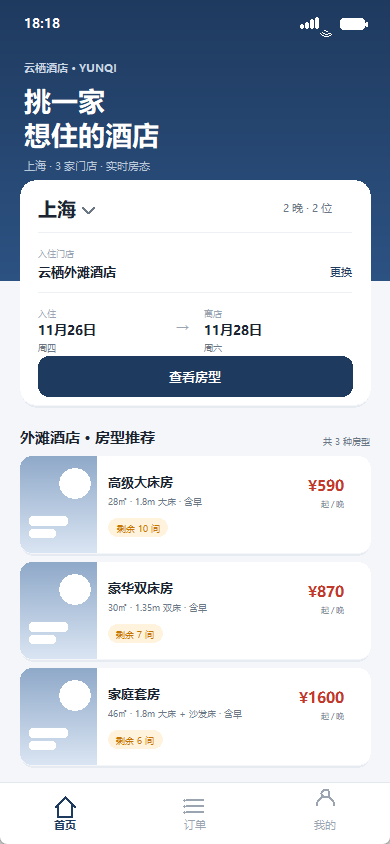 18:18
云栖酒店 • YUNQI
挑一家
想住的酒店
上海 · 3 家门店 · 实时房态
上海
2 晚 · 2 位
入住门店
云栖外滩酒店
更换
入住
离店
11月26日
→
11月28日
周四
周六
查看房型
外滩酒店 • 房型推荐
共 3 种房型
高级大床房
¥590
28㎡ · 1.8m 大床 · 含早
起 / 晚
剩余 10 间
豪华双床房
¥870
30㎡ · 1.35m 双床 · 含早
起 / 晚
剩余 7 间
家庭套房
¥1600
46㎡ · 1.8m 大床 + 沙发床 · 含早
起 / 晚
剩余 6 间
首页
订单
我的